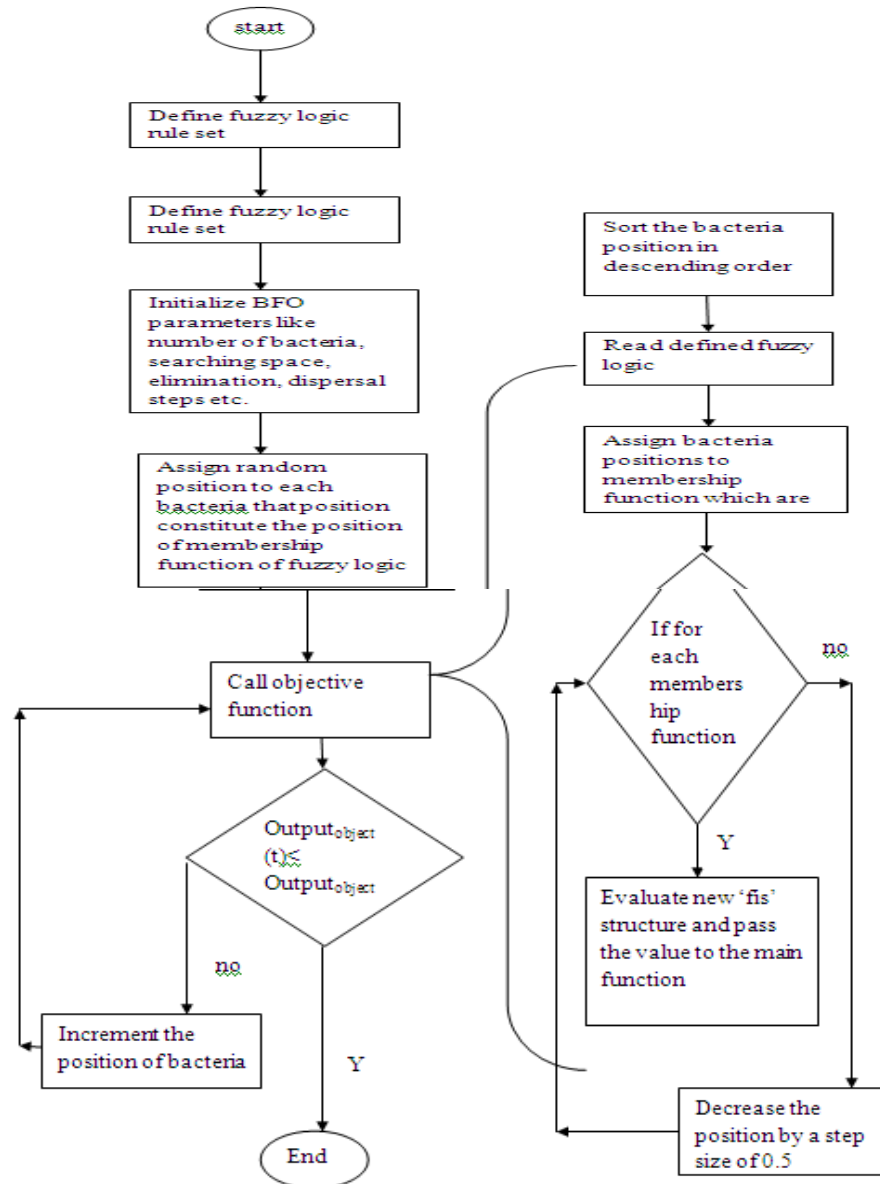 start
Define fuzzy logic
rule set
Define fuzzy logic
rule set
Initialize BFO
parameters like
number of bacteria,
searching space,
elimination, dispersal
steps etc.
Assign random
position to each
bacteria that position
constitute the position
of membership
function of fuzzy logic
Call objective
function
Output object
(t)≤
Output object
no
Increment the
position of bacteria
Y
End
Sort the bacteria
position in
descending order
Read defined fuzzy
logic
Assign bacteria
positions to
membership
function which are
If for
each
members
hip
function
no
Y
Evaluate new ‘fis’
structure and pass
the value to the main
function
Decrease the
position by a step
size of 0.5